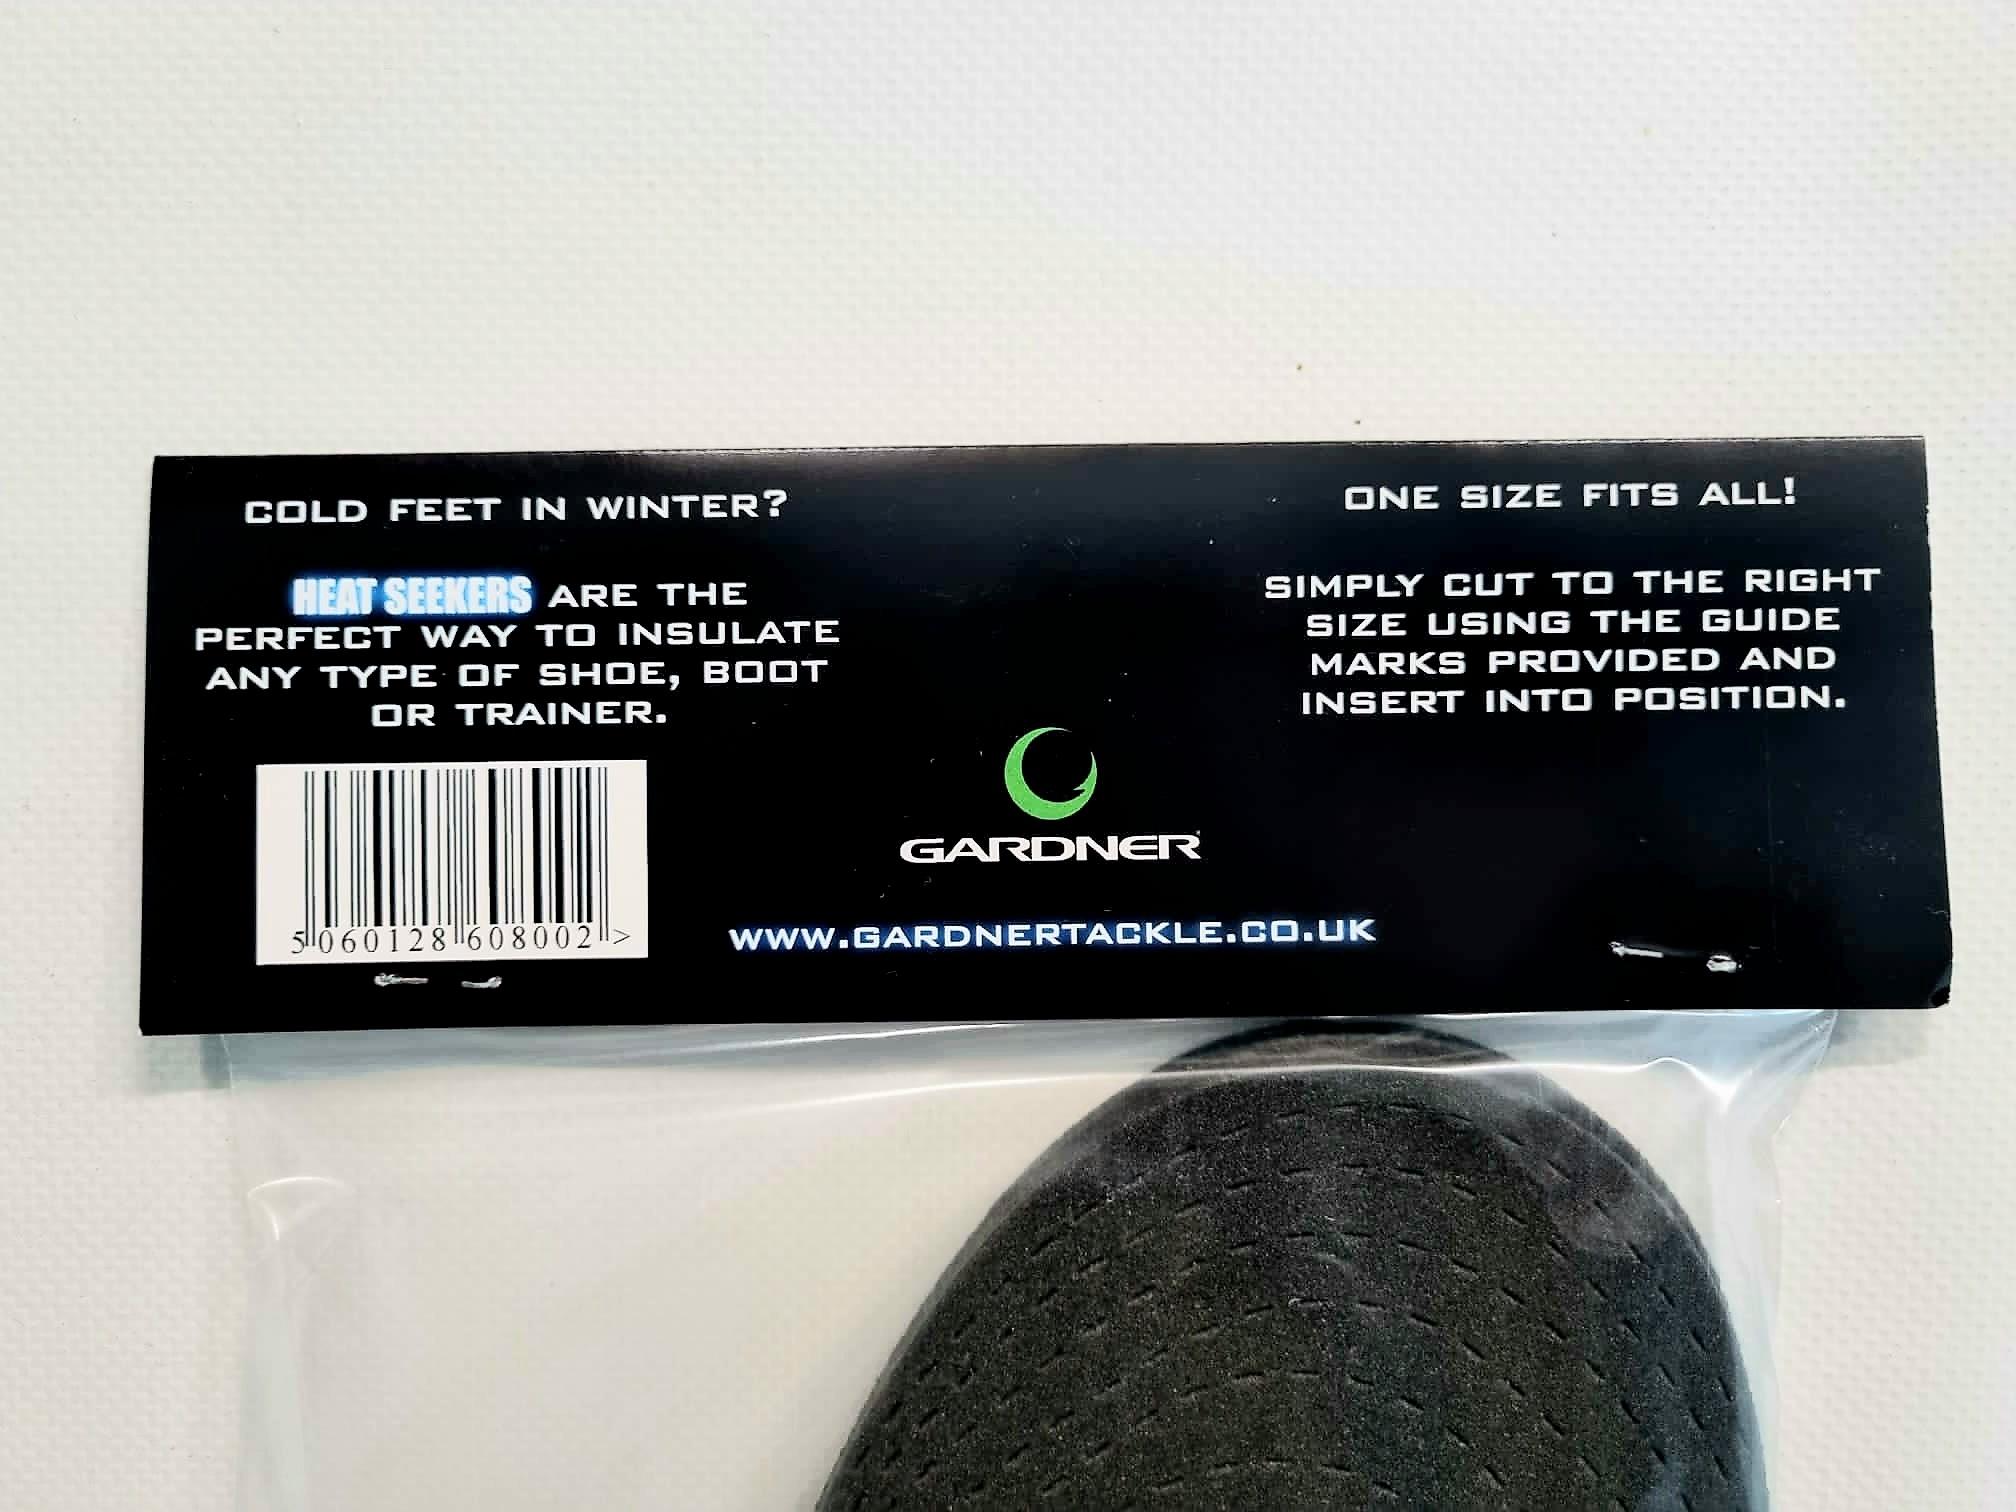 COLD FEET IN WINTER?
HEAT SEEKERS ARE THE
PERFECT WAY TO INSULATE
ANY TYPE OF SHOE, BOOT
OR TRAINER.
5 060128 608002 >
GARDNER
WWW.GARDNERTACKLE.CO.UK
ONE SIZE FITS ALL!
SIMPLY CUT TO THE RIGHT
SIZE USING THE GUIDE
MARKS PROVIDED AND
INSERT INTO POSITION.